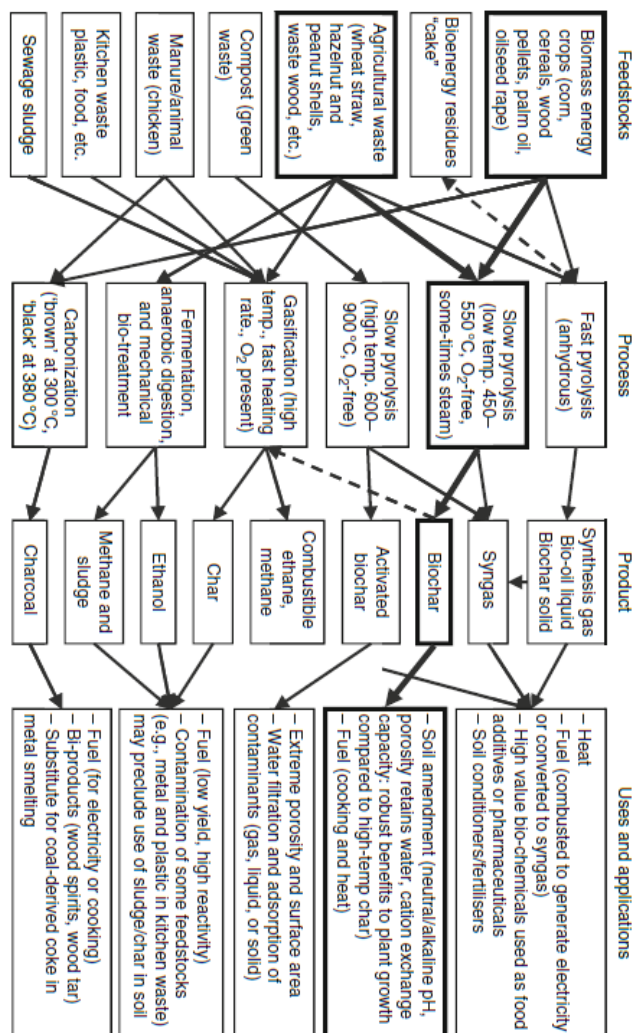 Feedstocks
Biomass energy
crops (corn,
cereals, wood
pellets, palm oil,
oilseed rape)
Bioenergy residues
“cake”
Agricultural waste
(wheat straw,
hazelnut and
peanut shells,
waste wood, etc.)
Compost (green
waste)
Manure/animal
waste (chicken)
Kitchen waste
plastic, food, etc.
Sewage sludge
Process
Fast pyrolysis
(anhydrous)
Slow pyrolysis
(low temp. 450–
550 °C, O2-free,
some-times steam)
Slow pyrolysis
(high temp. 600–
900 °C, O2-free)
Gasification (high
temp., fast heating
rate., O2 present)
Fermentation,
anaerobic digestion,
and mechanical
bio-treatment
Carbonization
(‘brown’ at 300 °C,
‘black’ at 380 °C)
Product
Synthesis gas
Bio-oil liquid
Biochar solid
Syngas
Biochar
Activated
biochar
Combustible
ethane,
methane
Char
Ethanol
Methane and
sludge
Charcoal
Uses and applications
– Heat
– Fuel (combusted to generate electricity
or converted to syngas)
– High value bio-chemicals used as food
additives or pharmaceuticals
– Soil conditioners/fertilisers
– Soil amendment (neutral/alkaline pH,
porosity retains water, cation exchange
capacity: robust benefits to plant growth
compared to high-temp char)
– Fuel (cooking and heat)
– Extreme porosity and surface area
– Water filtration and adsorption of
contaminants (gas, liquid, or solid)
– Fuel (low yield, high reactivity)
– Contamination of some feedstocks
(e.g., metal and plastic in kitchen waste)
may preclude use of sludge/char in soil
– Fuel (for electricity or cooking)
– Bi-products (wood spirits, wood tar)
– Substitute for coal-derived coke in
metal smelting